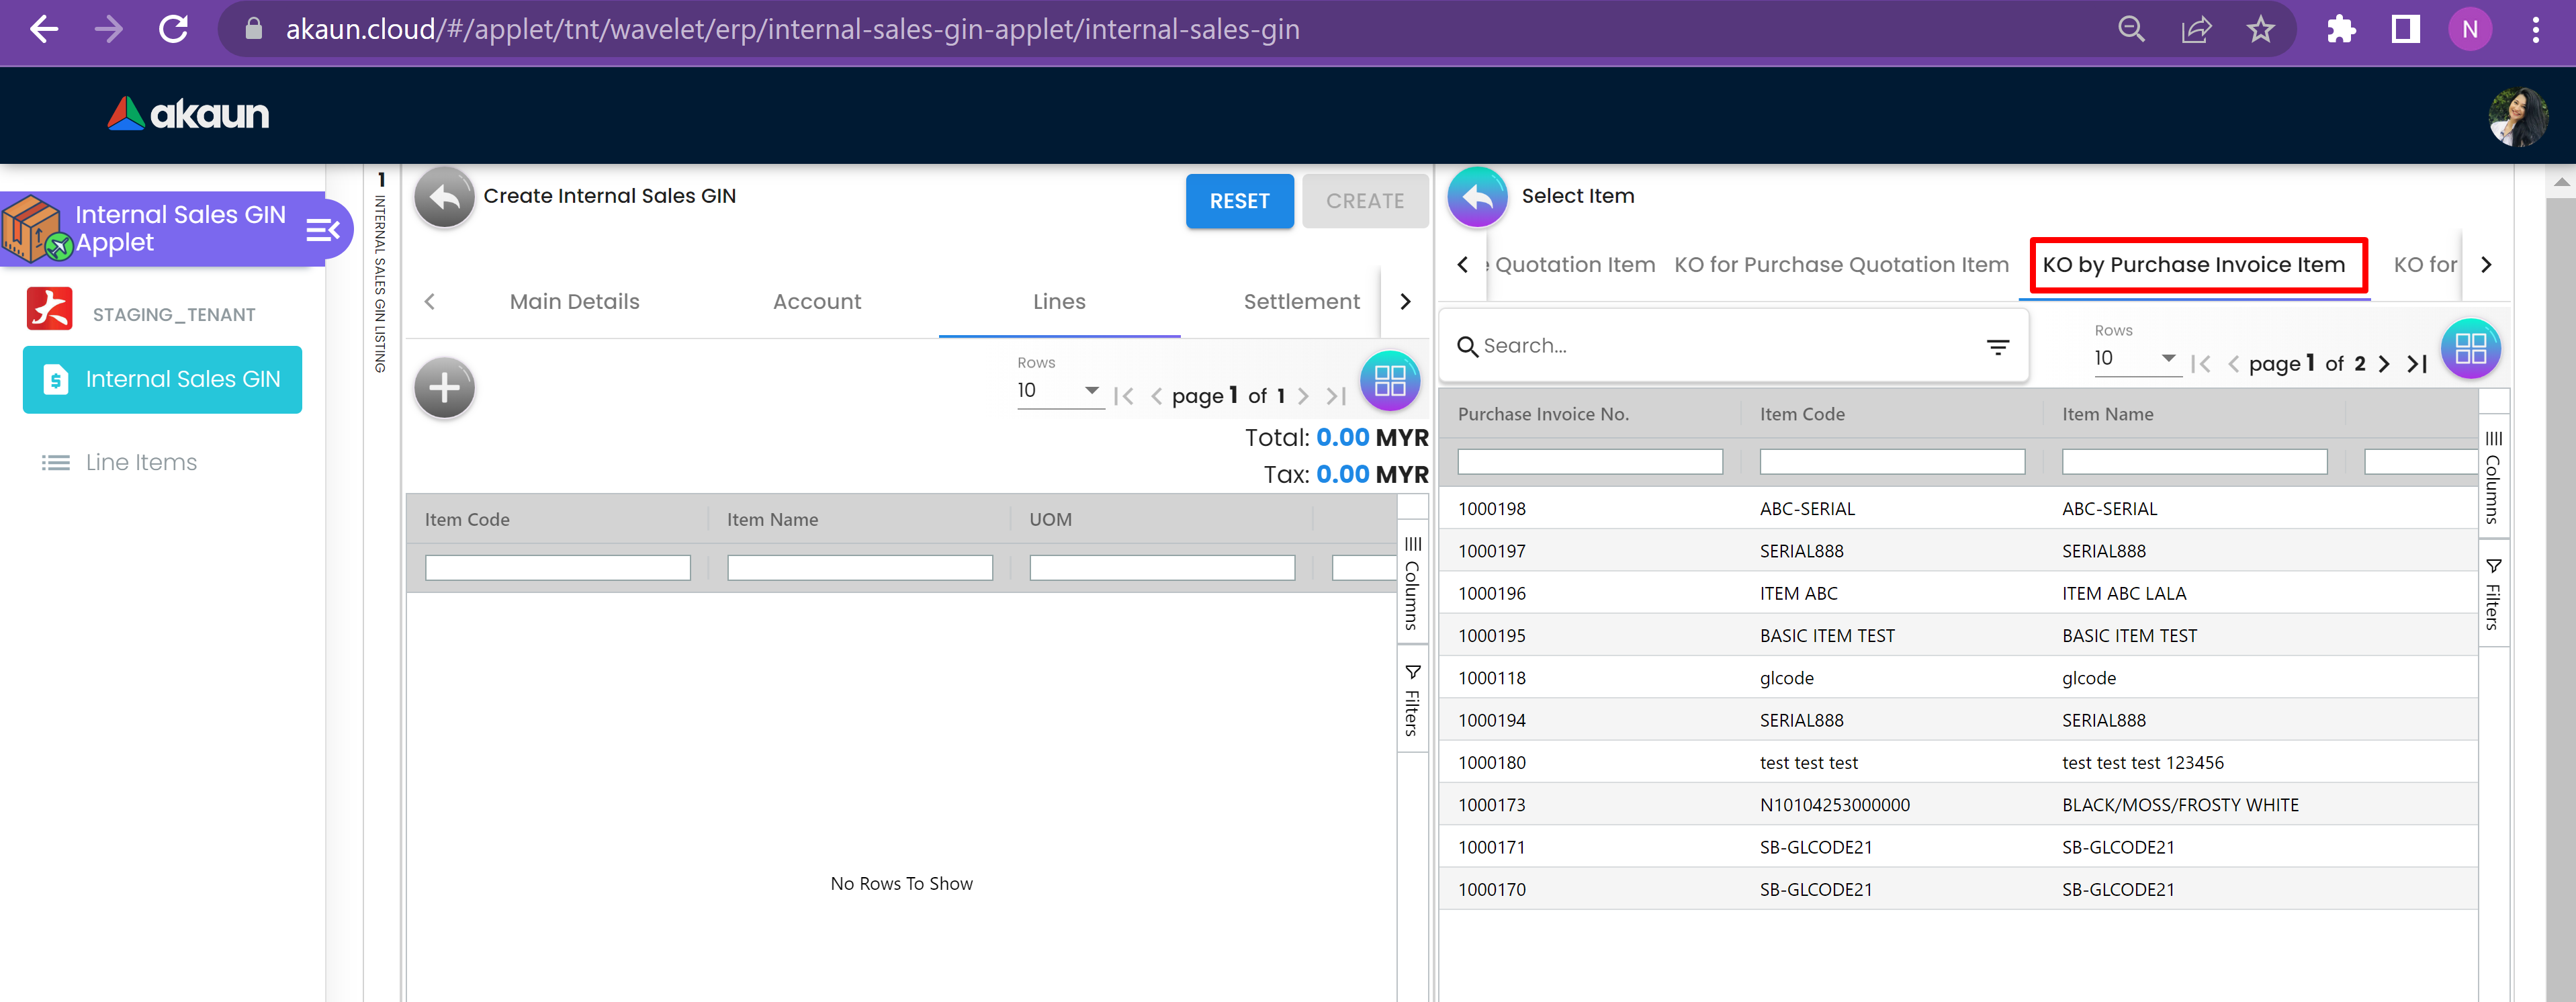 akaun.cloud/#/applet/tnt/wavelet/erp/internal-sales-gin-applet/internal-sales-gin
N
akaun
Internal Sales GIN
Applet
STAGING_TENANT
Internal Sales GIN
Line Items
1 INTERNAL SALES GIN LISTING
Create Internal Sales GIN
RESET
CREATE
Main Details
Account
Lines
Settlement
Rows
10
page 1 of 1
Total: 0.00 MYR
Tax: 0.00 MYR
Item Code
Item Name
UOM
Columns
Filters
No Rows To Show
Select Item
Quotation Item
KO for Purchase Quotation Item
KO by Purchase Invoice Item
KO for
Search...
Rows
10
page 1 of 2
Purchase Invoice No. Item Code Item Name
1000198 ABC-SERIAL ABC-SERIAL
1000197 SERIAL888 SERIAL888
1000196 ITEM ABC ITEM ABC LALA
1000195 BASIC ITEM TEST BASIC ITEM TEST
1000118 glcode glcode
1000194 SERIAL888 SERIAL888
1000180 test test test test test test 123456
1000173 N10104253000000 BLACK/MOSS/FROSTY WHITE
1000171 SB-GLCODE21 SB-GLCODE21
1000170 SB-GLCODE21 SB-GLCODE21
Columns
Filters